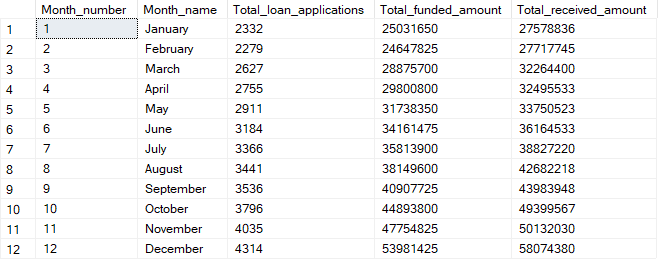 Month_number Month_name Total_loan_applications Total_funded_amount Total_received_amount
1 1 January 2332 25031650 27578836
2 2 February 2279 24647825 27717745
3 3 March 2627 28875700 32264400
4 4 April 2755 29800800 32495533
5 5 May 2911 31738350 33750523
6 6 June 3184 34161475 36164533
7 7 July 3366 35813900 38827220
8 8 August 3441 38149600 42682218
9 9 September 3536 40907725 43983948
10 10 October 3796 44893800 49399567
11 11 November 4035 47754825 50132030
12 12 December 4314 53981425 58074380